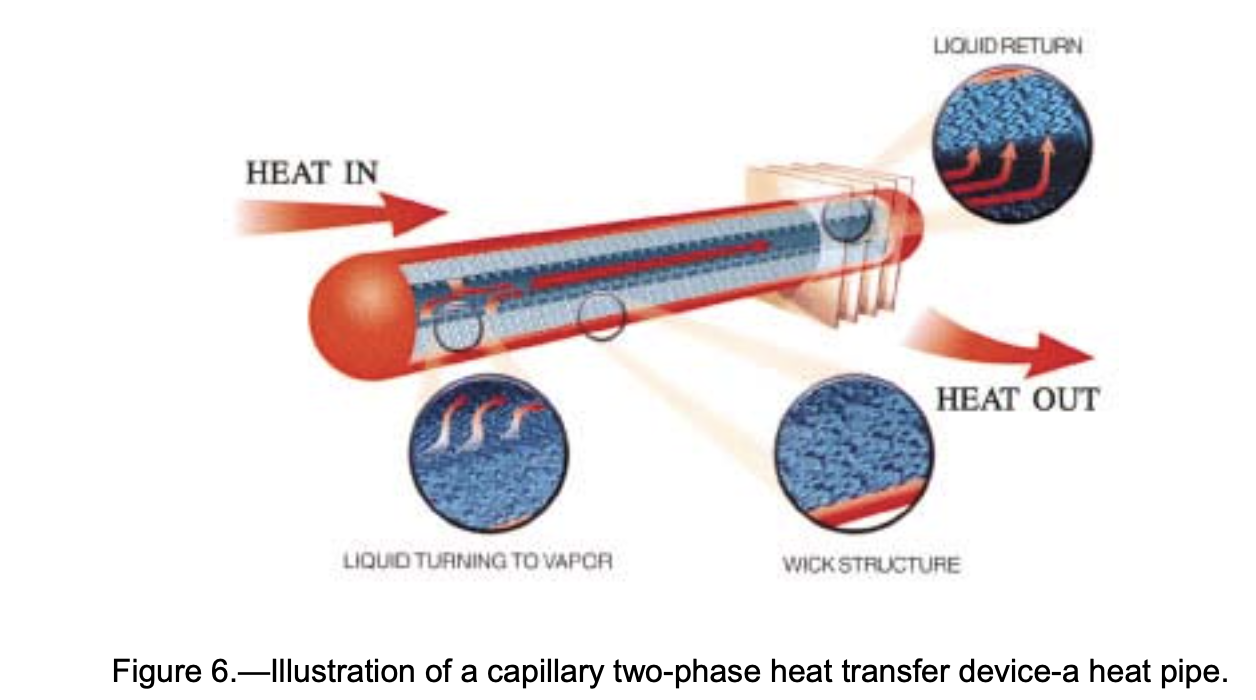 LIQUID RETURN
HEAT IN
HEAT OUT
LIQUID TURNING TO VAPOR
WICK STRUCTURE
Figure 6.—Illustration of a capillary two-phase heat transfer device-a heat pipe.